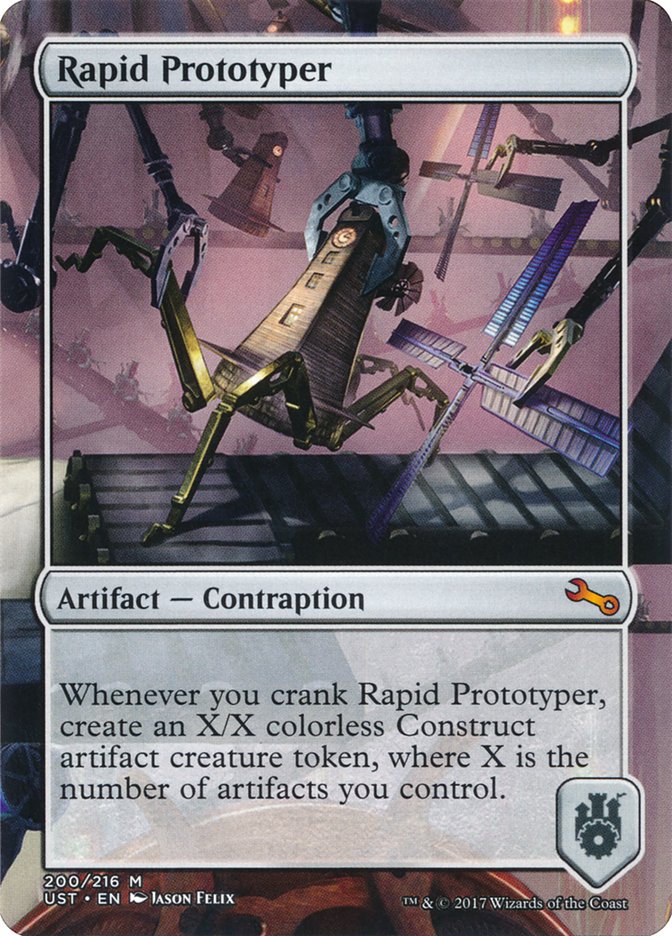 Rapid Prototyper
Artifact — Contraption
Whenever you crank Rapid Prototyper,
create an X/X colorless Construct
artifact creature token, where X is the
number of artifacts you control.
200/216 M
UST • EN Jason Felix
™ & © 2017 Wizards of the Coast